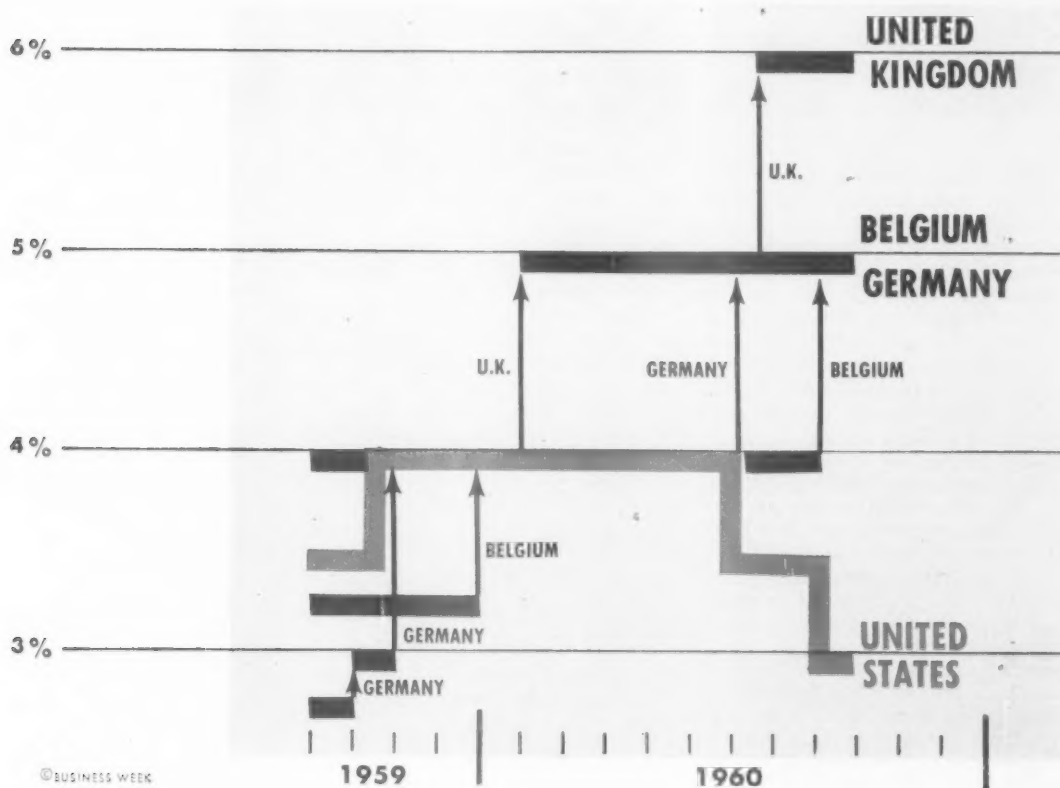 6%
UNITED
KINGDOM
U.K.
5%
BELGIUM
GERMANY
U.K.
GERMANY
BELGIUM
4%
BELGIUM
GERMANY
3%
UNITED
STATES
GERMANY
©BUSINESS WEEK
1959
1960